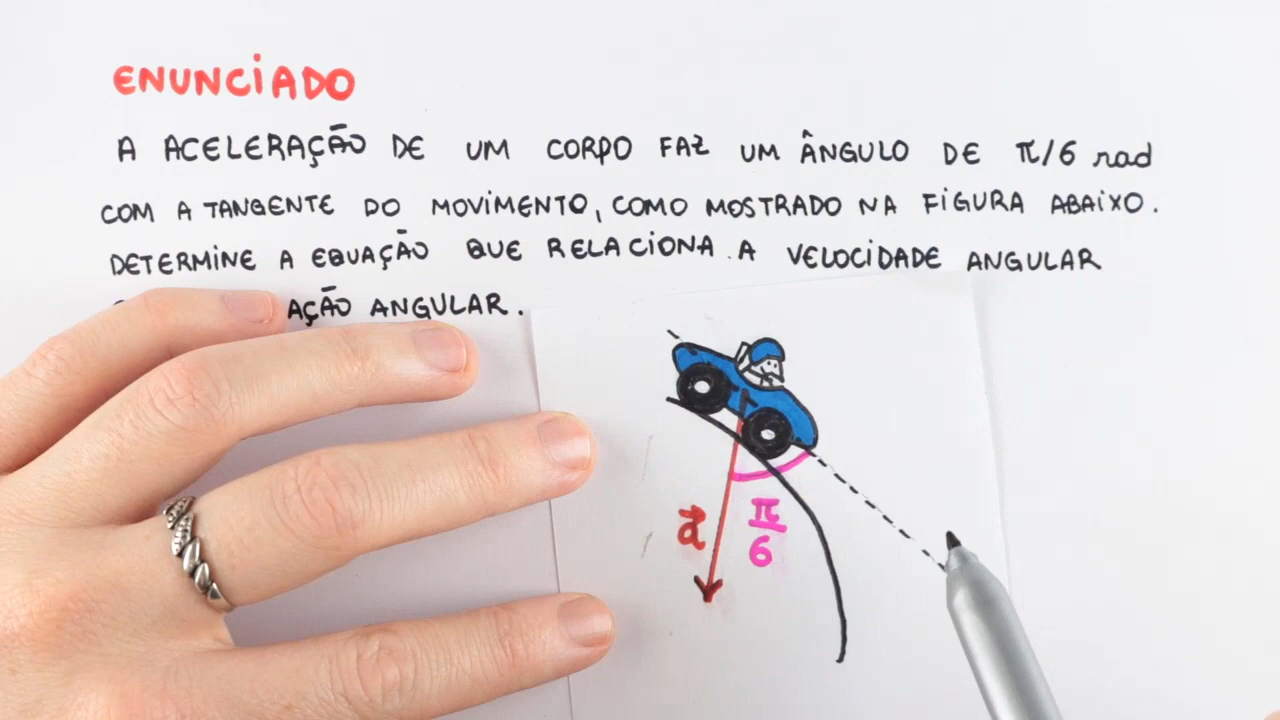 ENUNCIADO
A ACELERAÇÃO DE UM CORPO FAZ UM ÂNGULO DE π/6 rad
COM A TANGENTE DO MOVIMENTO, COMO MOSTRADO NA FIGURA ABAIXO.
DETERMINE A EQUAÇÃO QUE RELACIONA A VELOCIDADE ANGULAR
AÇÃO ANGULAR.
a⃗
π
6